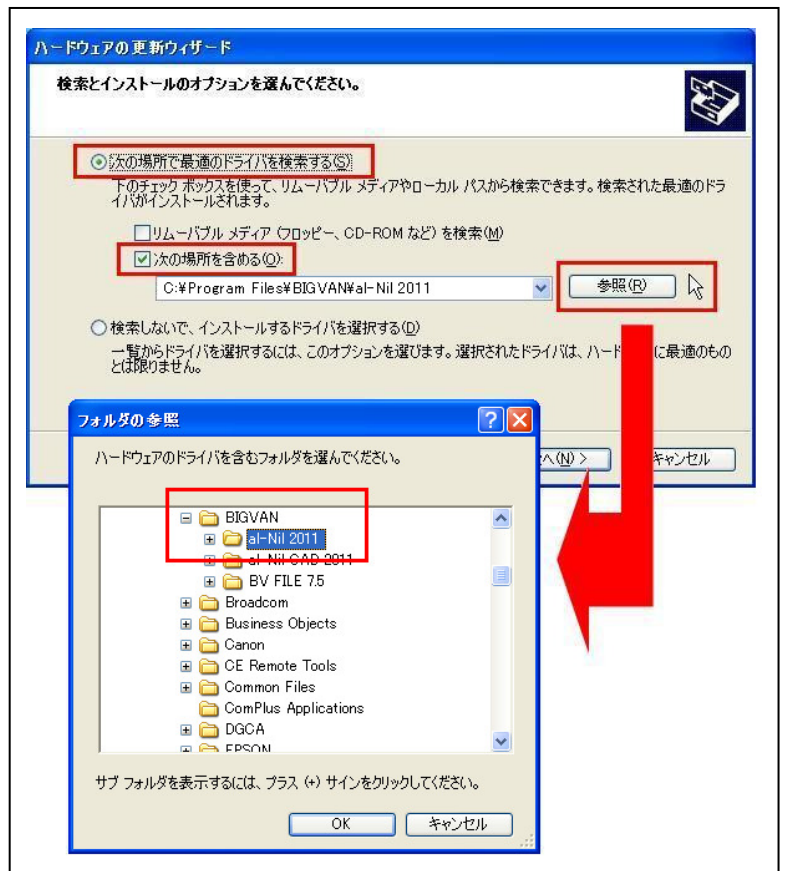 ハードウェアの更新ウィザード
検索とインストールのオプションを選んでください。
次の場所で最適のドライバを検索する(S)
下のチェック ボックスを使って、リムーバブル メディアやローカル パスから検索できます。検索された最適のドラ
イバがインストールされます。
リムーバブル メディア (フロッピー、CD-ROM など) を検索(M)
次の場所を含める(O):
C:¥Program Files¥BIGVAN¥al-Nil 2011
参照(R)
検索しないで、インストールするドライバを選択する(D)
一覧からドライバを選択するには、このオプションを選びます。選択されたドライバは、ハード に最適のもの
とは限りません。
フォルダの参照
ハードウェアのドライバを含むフォルダを選んでください。
へ(N) >
キャンセル
BIGVAN
al-Nil 2011
al-Nil CAD 2011
BV FILE 7.5
Broadcom
Business Objects
Canon
CE Remote Tools
Common Files
ComPlus Applications
DGCA
EPSON
サブ フォルダを表示するには、プラス (+) サインをクリックしてください。
OK
キャンセル